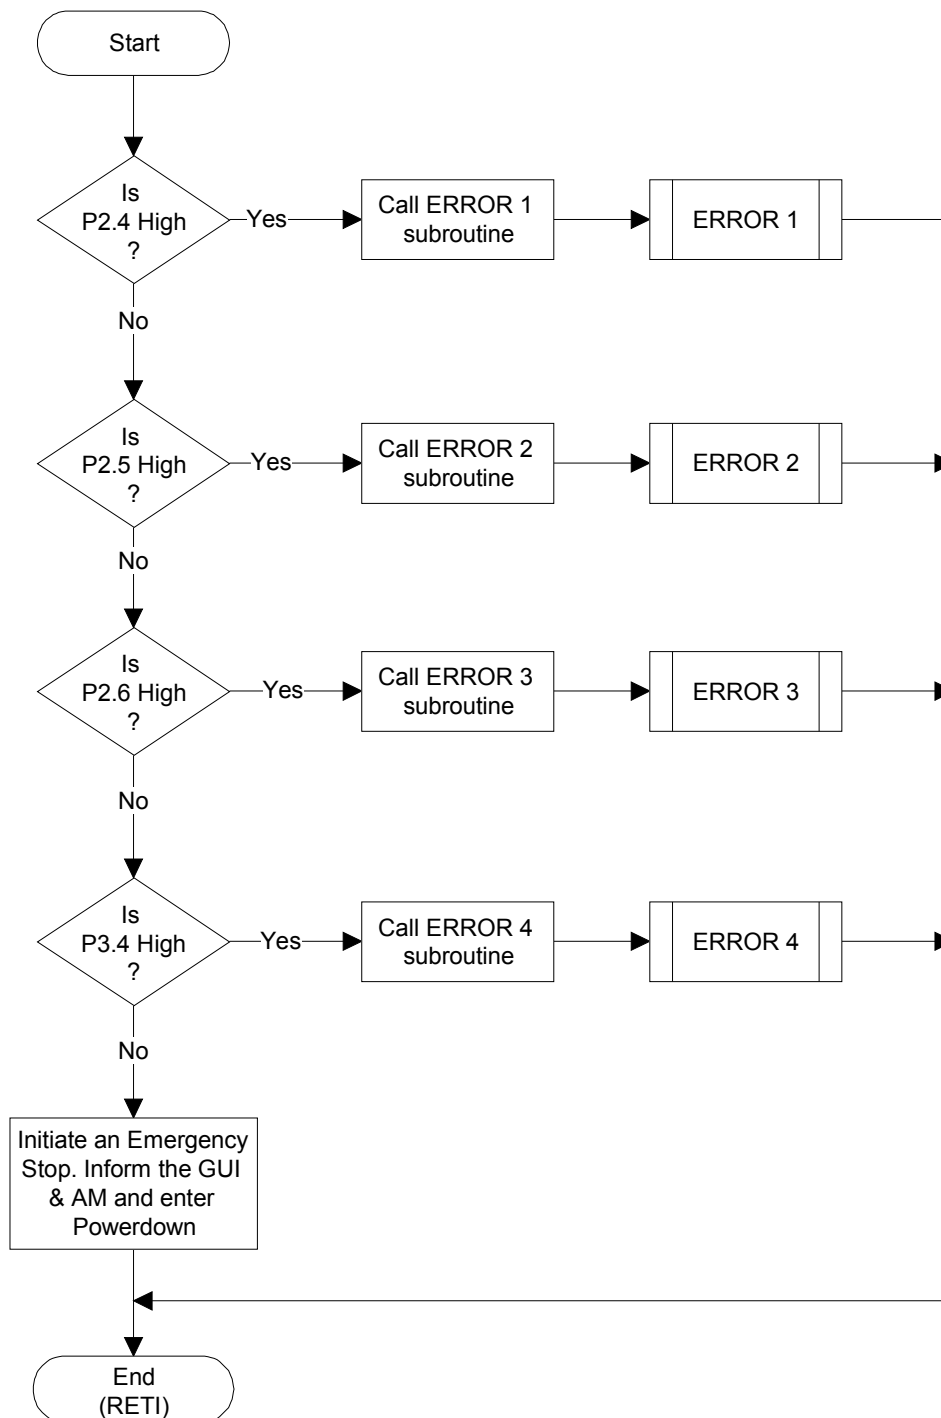 Start
Is
P2.4 High
?
Yes
Call ERROR 1
subroutine
ERROR 1
No
Is
P2.5 High
?
Yes
Call ERROR 2
subroutine
ERROR 2
No
Is
P2.6 High
?
Yes
Call ERROR 3
subroutine
ERROR 3
No
Is
P3.4 High
?
Yes
Call ERROR 4
subroutine
ERROR 4
No
Initiate an Emergency
Stop. Inform the GUI
& AM and enter
Powerdown
End
(RETI)